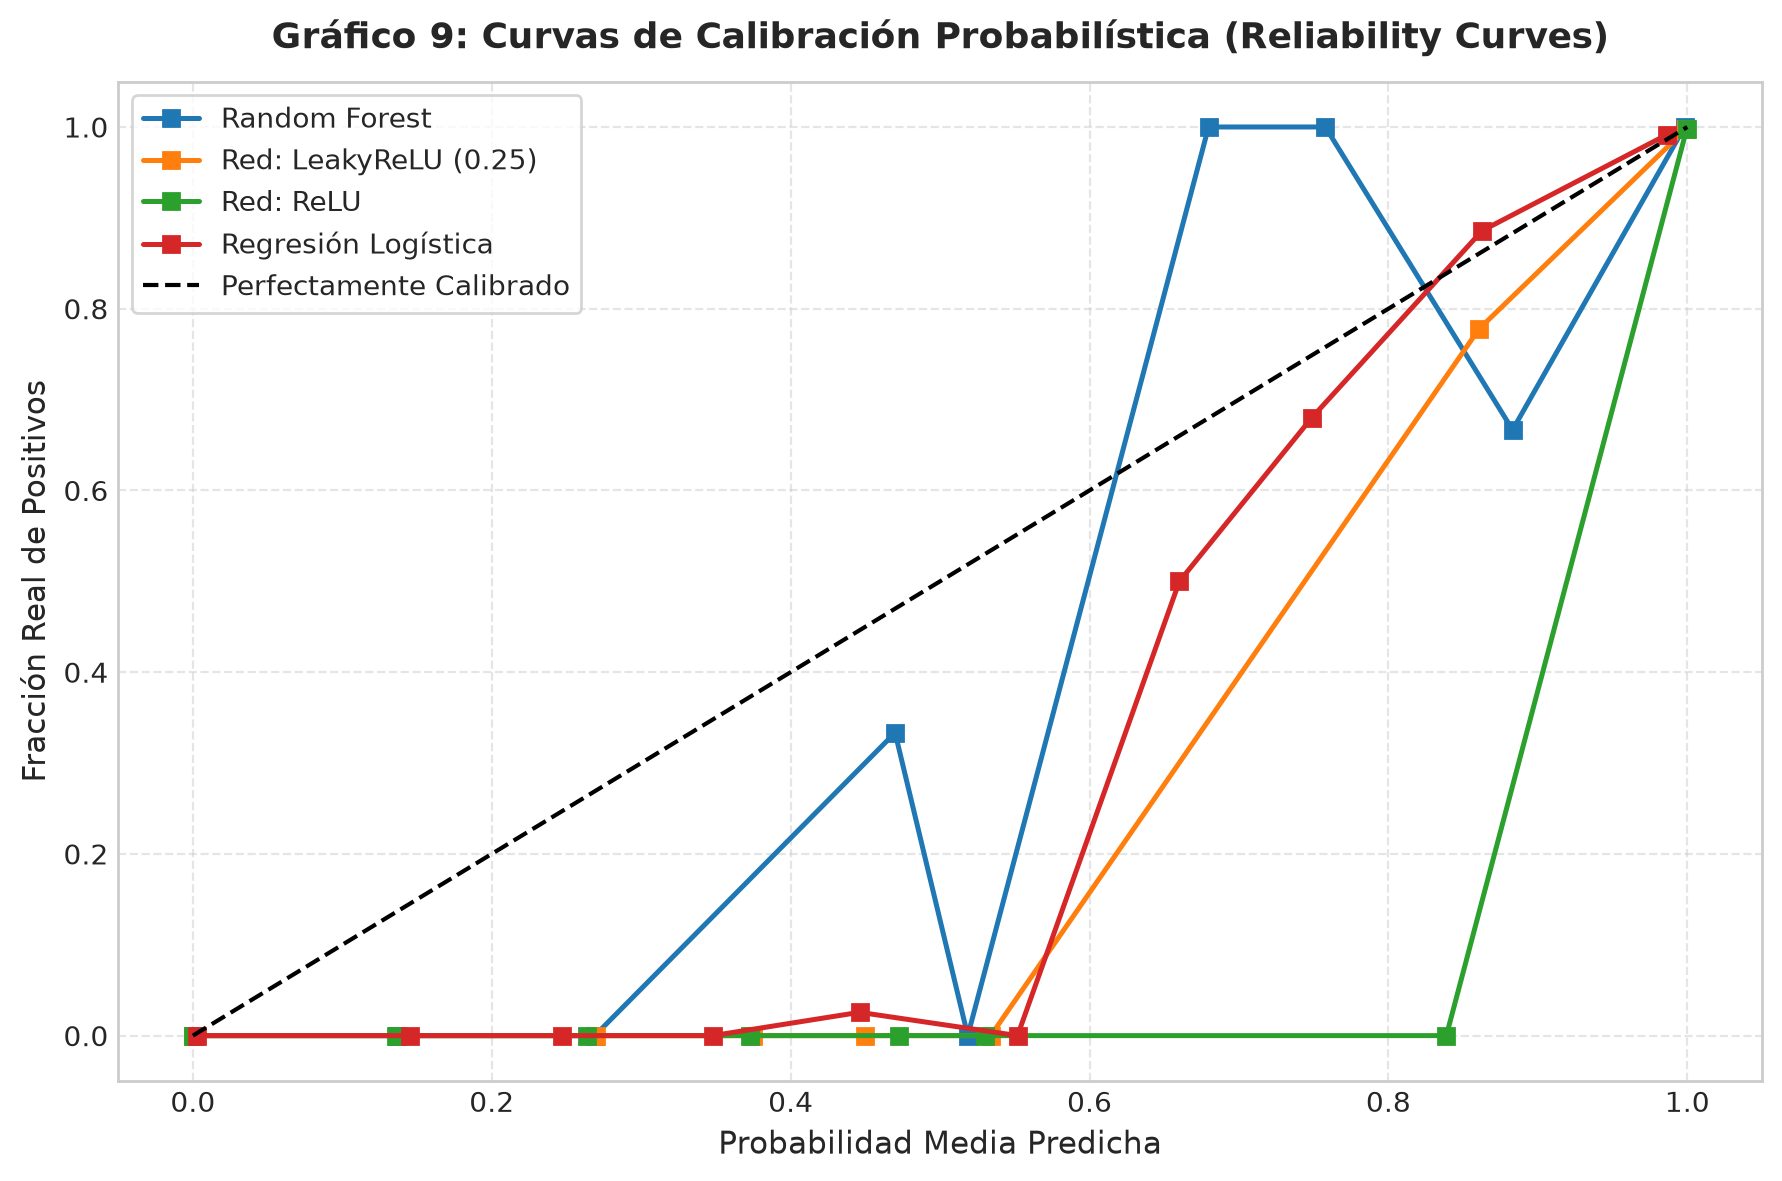 Gráfico 9: Curvas de Calibración Probabilística (Reliability Curves)
Random Forest
Red: LeakyReLU (0.25)
Red: ReLU
Regresión Logística
Perfectamente Calibrado
Fracción Real de Positivos
1.0
0.8
0.6
0.4
0.2
0.0
0.0 0.2 0.4 0.6 0.8 1.0
Probabilidad Media Predicha